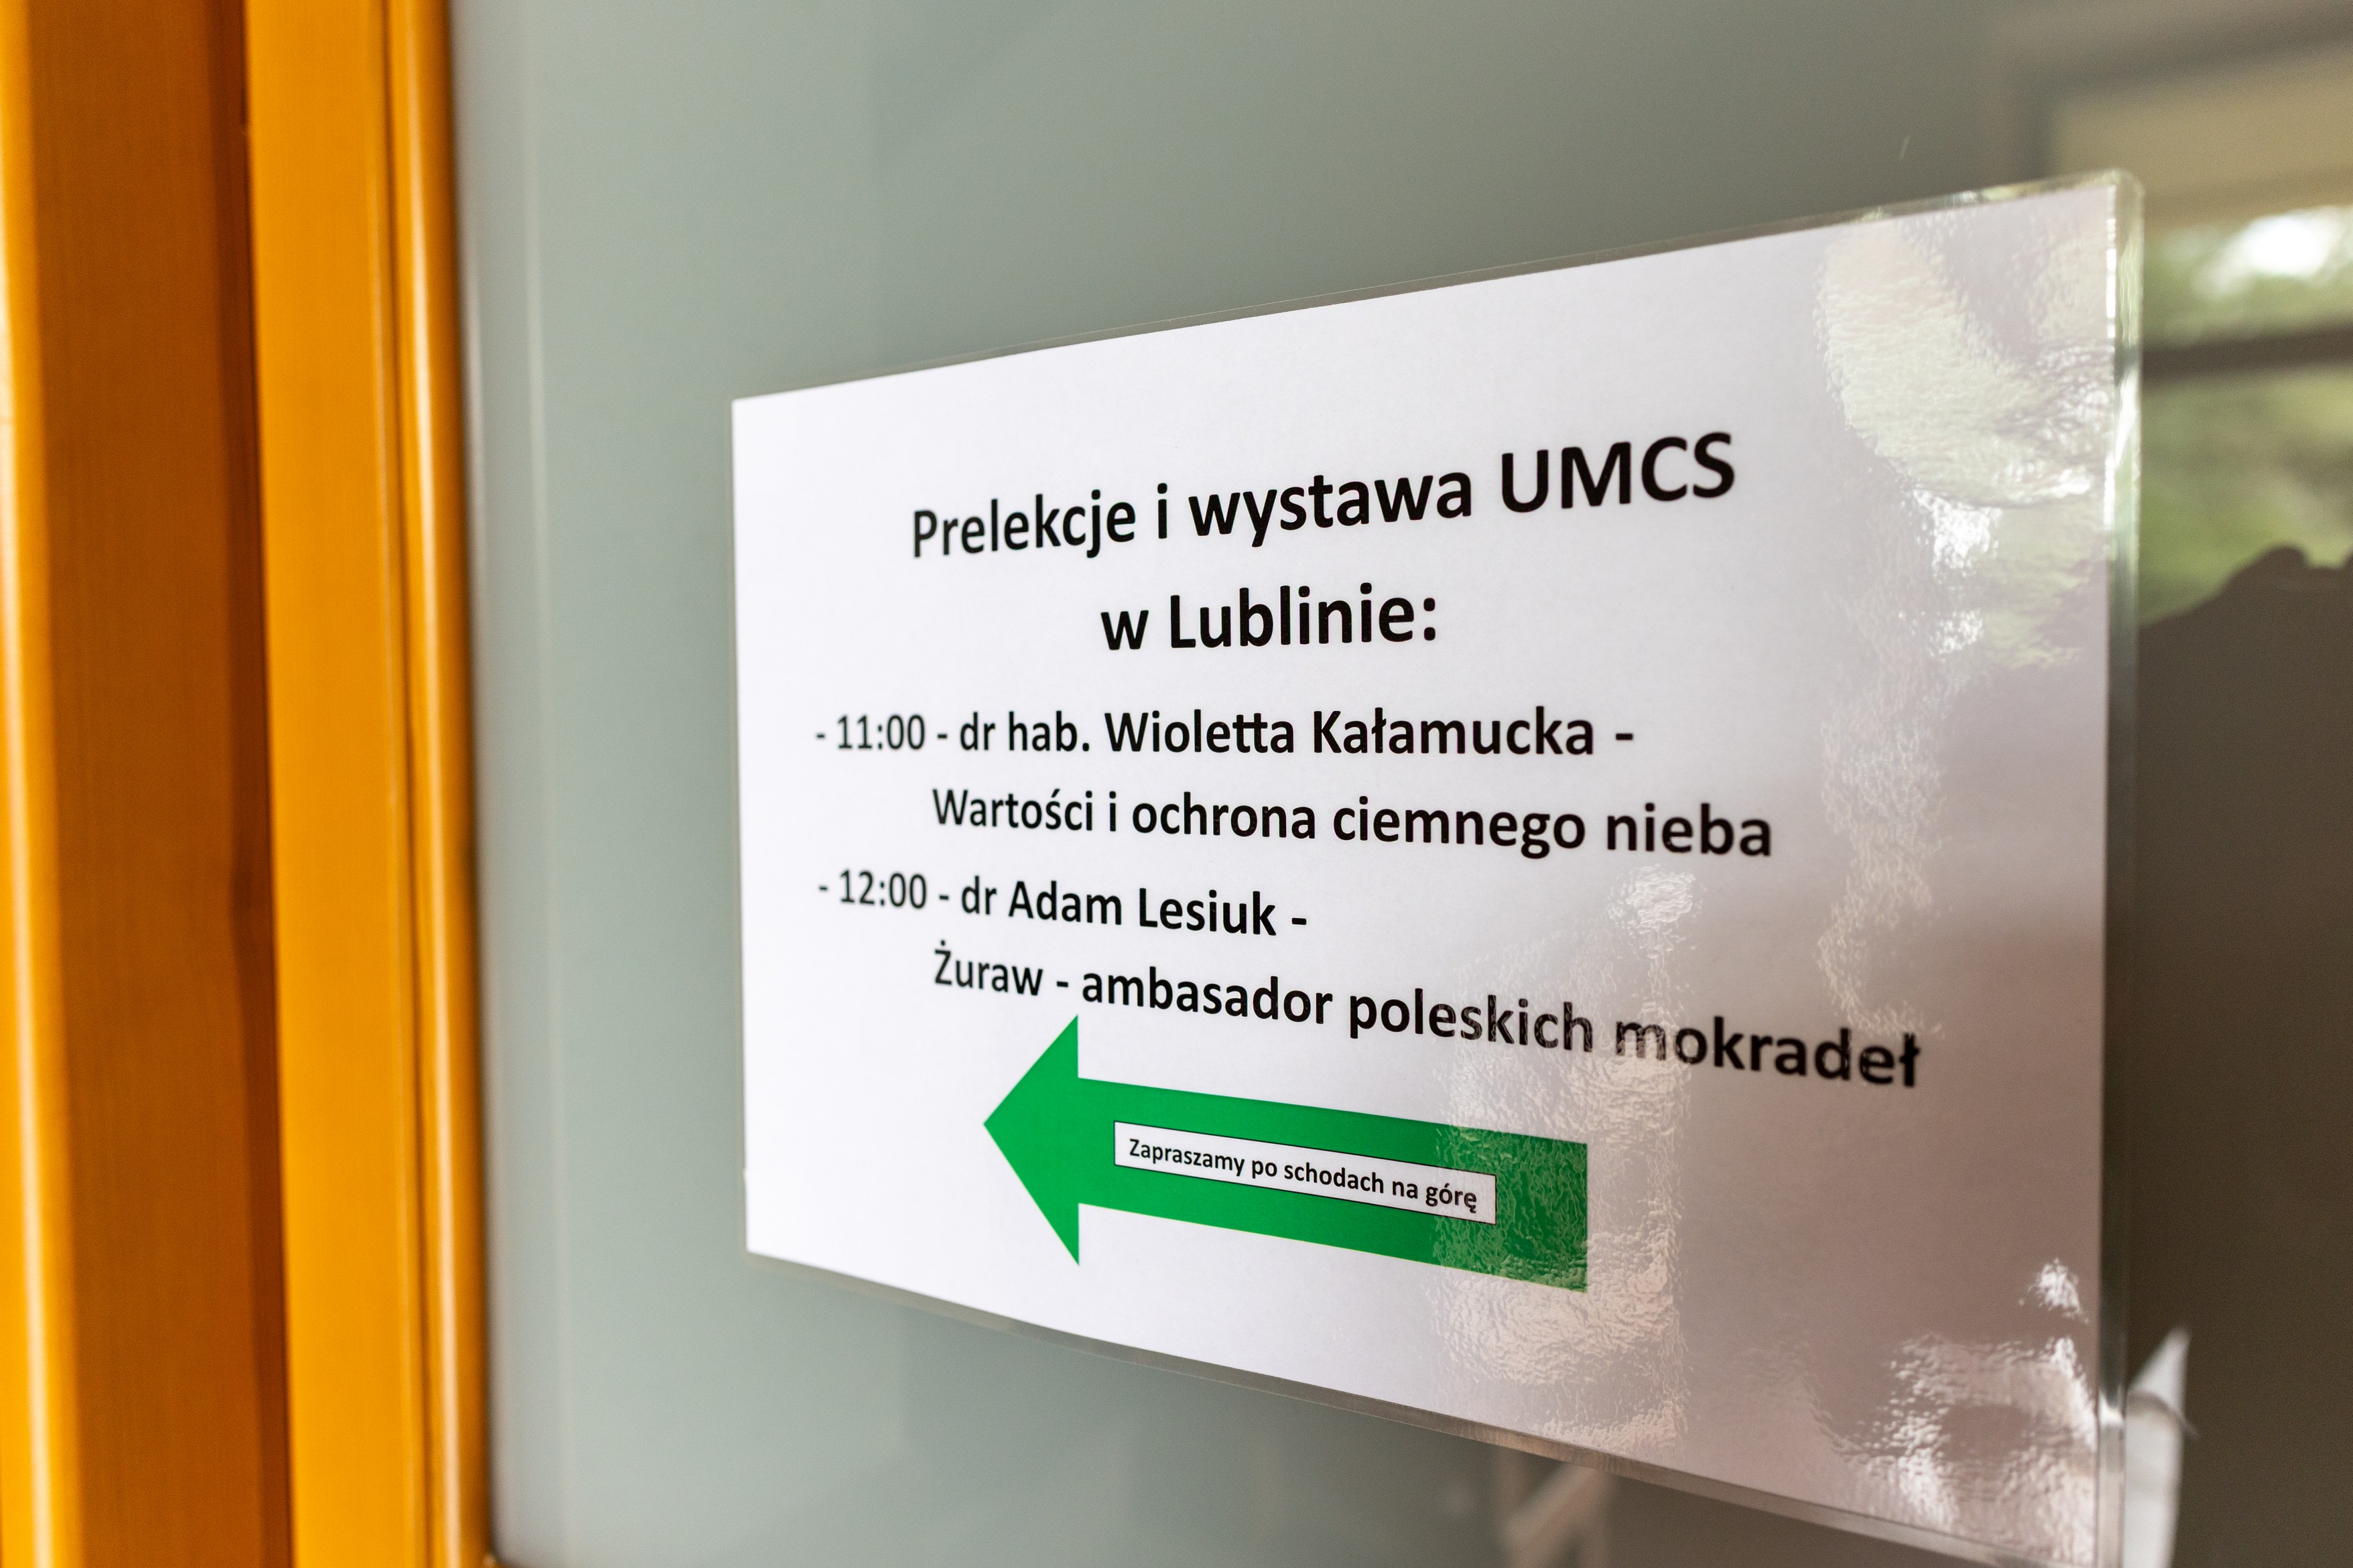 Prelekcje i wystawa UMCS
w Lublinie:
- 11:00 - dr hab. Wioletta Kałamucka -
Wartości i ochrona ciemnego nieba
- 12:00 - dr Adam Lesiuk -
Żuraw - ambasador poleskich mokradeł
Zapraszamy po schodach na górę